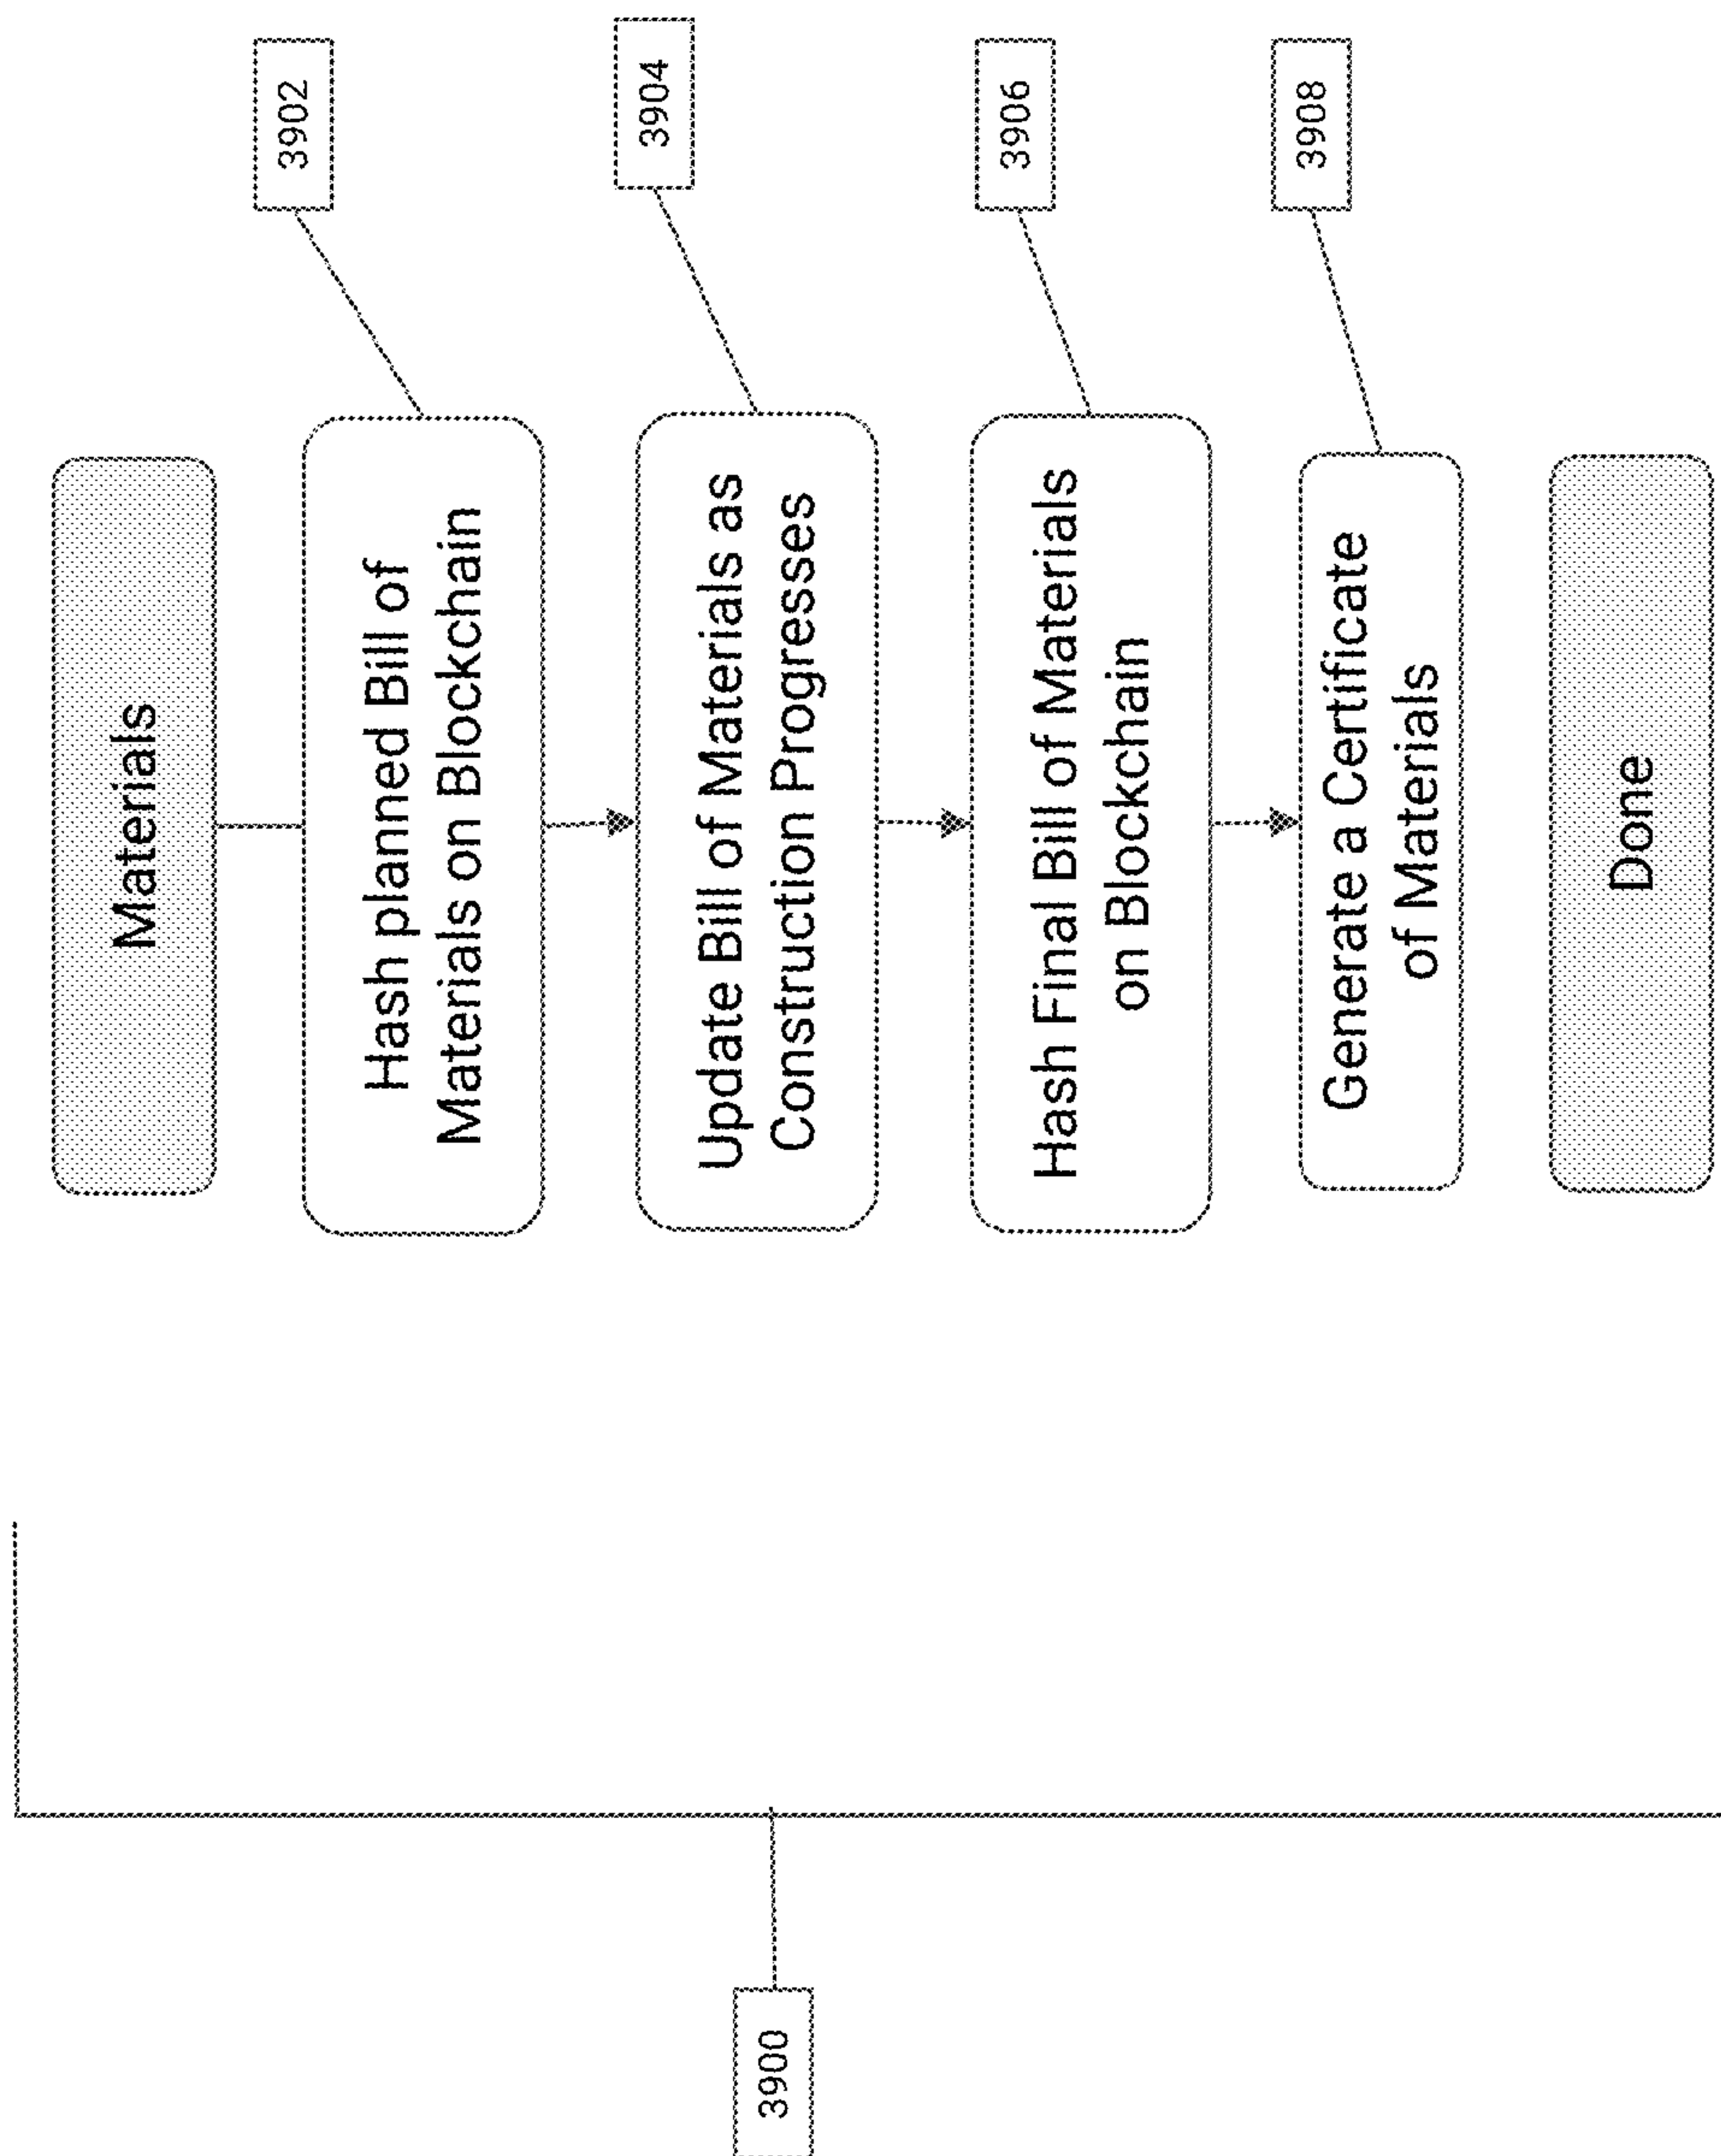 3900
Materials
Hash planned Bill of
Materials on Blockchain
3902
Update Bill of Materials as
Construction Progresses
3904
Hash Final Bill of Materials
on Blockchain
3906
Generate a Certificate
of Materials
3908
Done